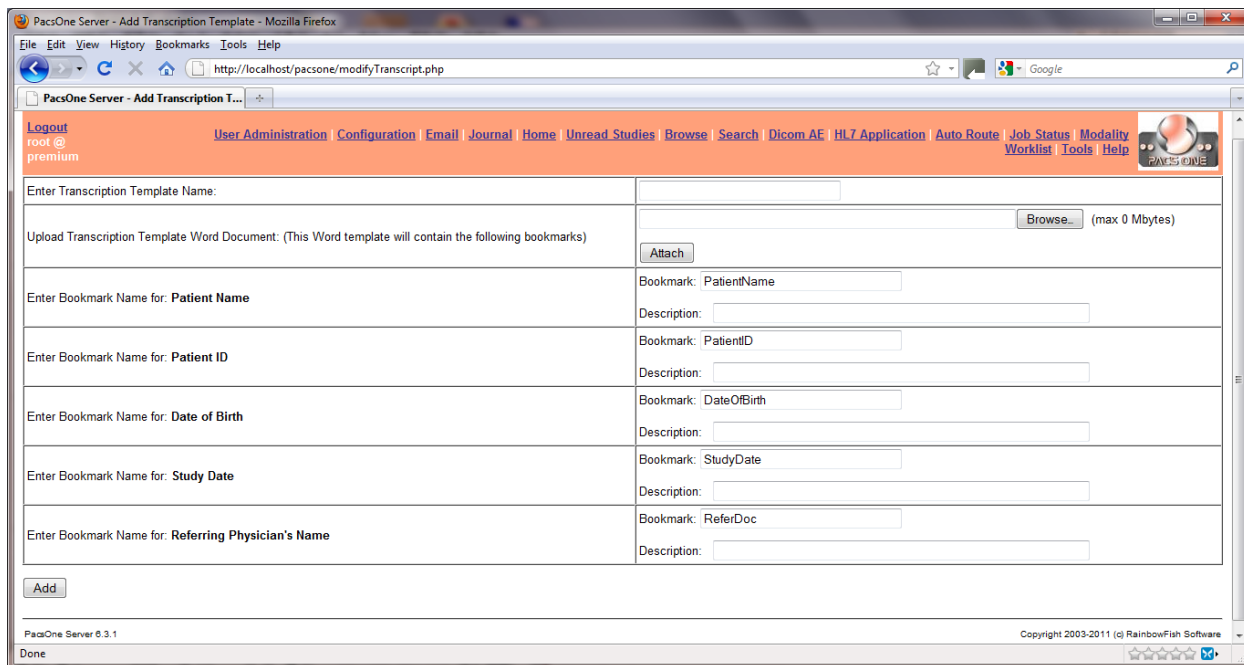 PacsOne Server - Add Transcription Template - Mozilla Firefox
File Edit View History Bookmarks Tools Help
http://localhost/pacsone/modifyTranscript.php
Google
PacsOne Server - Add Transcription T...
Logout
root @
premium
User Administration | Configuration | Email | Journal | Home | Unread Studies | Browse | Search | Dicom AE | HL7 Application | Auto Route | Job Status | Modality
Worklist | Tools | Help
PACS ONE
Enter Transcription Template Name:
Upload Transcription Template Word Document: (This Word template will contain the following bookmarks)
Browse.. (max 0 Mbytes)
Attach
Enter Bookmark Name for: Patient Name
Bookmark: PatientName
Description:
Enter Bookmark Name for: Patient ID
Bookmark: PatientID
Description:
Enter Bookmark Name for: Date of Birth
Bookmark: DateOfBirth
Description:
Enter Bookmark Name for: Study Date
Bookmark: StudyDate
Description:
Enter Bookmark Name for: Referring Physician's Name
Bookmark: ReferDoc
Description:
Add
PacsOne Server 6.3.1
Copyright 2003-2011 (c) RainbowFish Software
Done